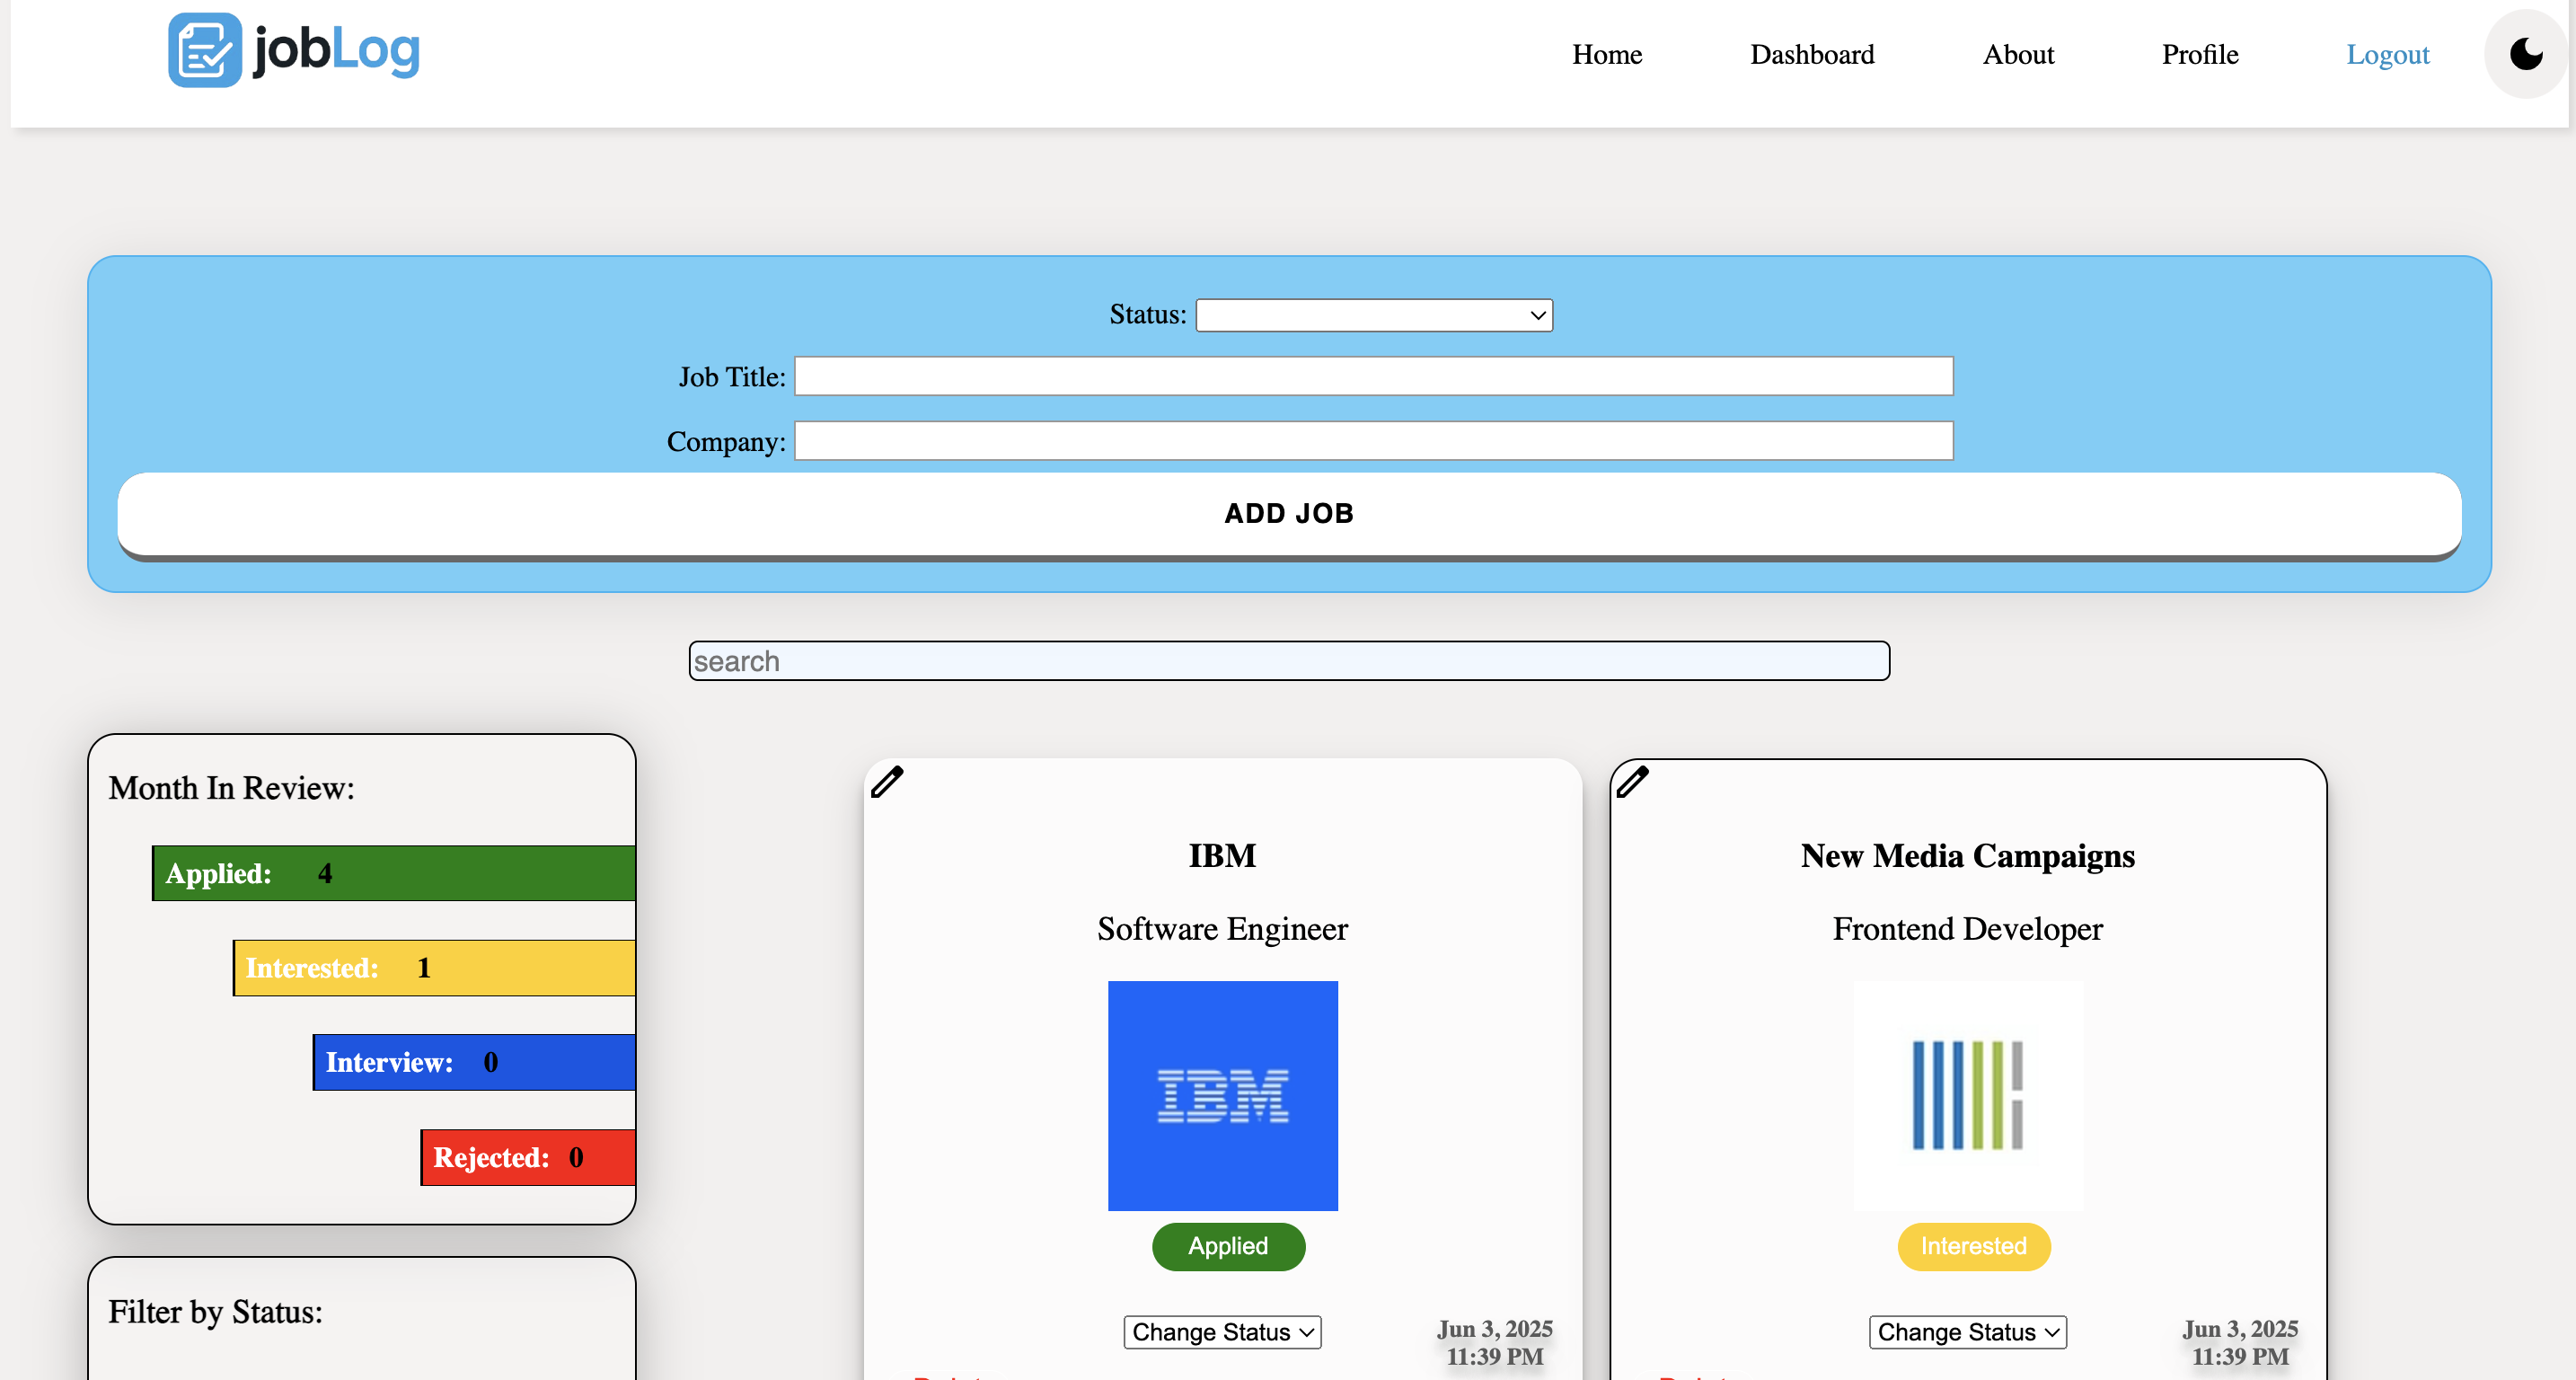 jobLog
Home Dashboard About Profile Logout
Status:
Job Title:
Company:
ADD JOB
search
Month In Review:
Applied: 4
Interested: 1
Interview: 0
Rejected: 0
Filter by Status:
IBM
Software Engineer
IBM
Applied
Change Status
Jun 3, 2025
11:39 PM
New Media Campaigns
Frontend Developer
Interested
Change Status
Jun 3, 2025
11:39 PM